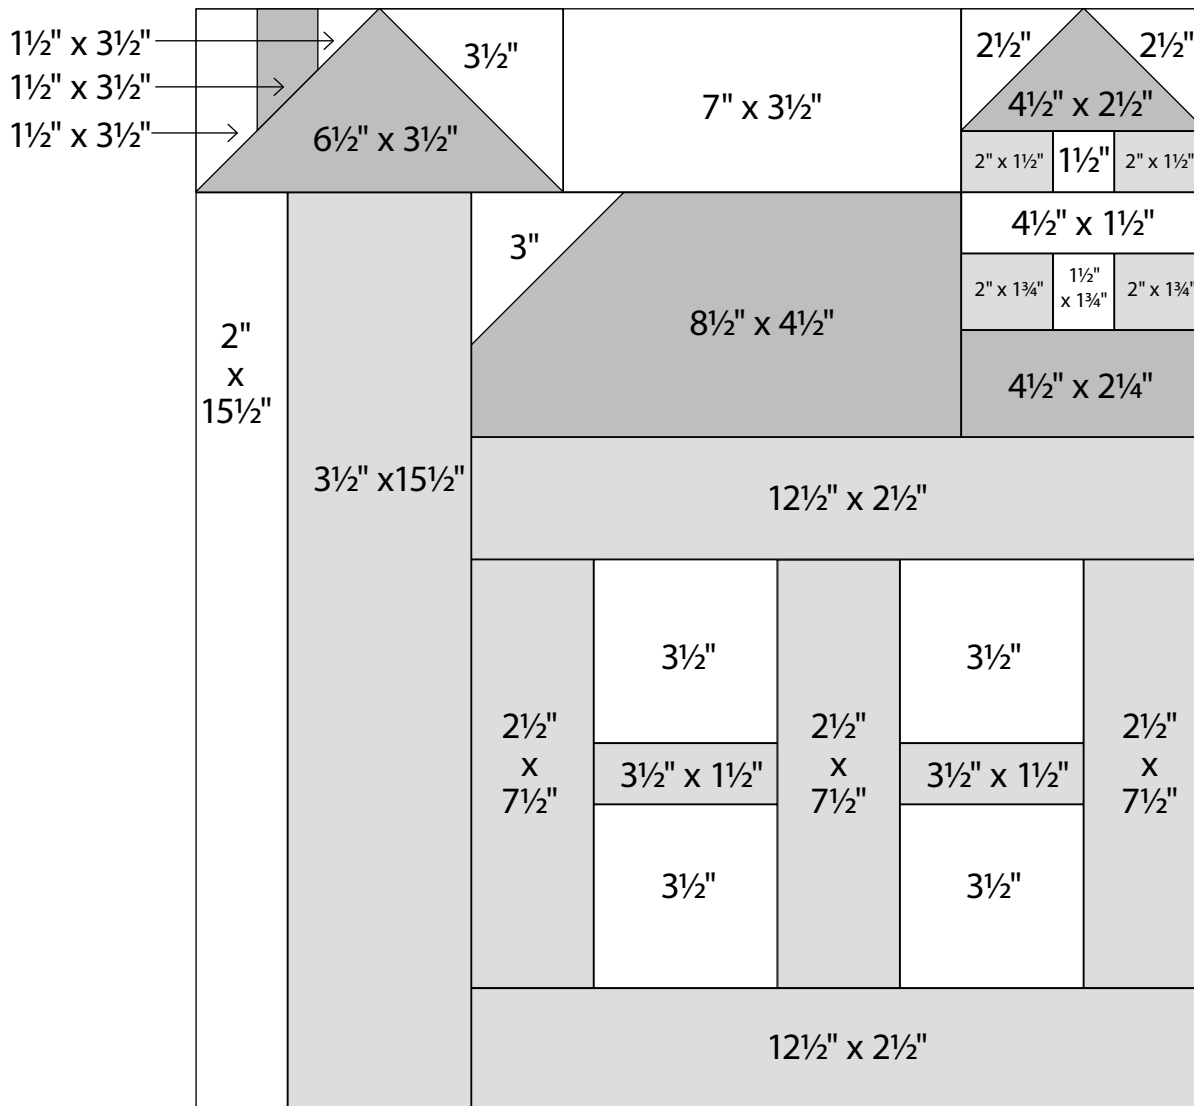 1½" x 3½"
1½" x 3½"
1½" x 3½"
6½" x 3½"
3½"
7" x 3½"
2½"
2½"
4½" x 2½"
2" x 1½"
1½"
2" x 1½"
4½" x 1½"
2" x 1¾"
1½"
x 1¾"
2" x 1¾"
4½" x 2¼"
3"
8½" x 4½"
2"
x
15½"
3½" x15½"
12½" x 2½"
2½"
x
7½"
3½"
3½" x 1½"
3½"
2½"
x
7½"
3½"
3½" x 1½"
3½"
2½"
x
7½"
12½" x 2½"